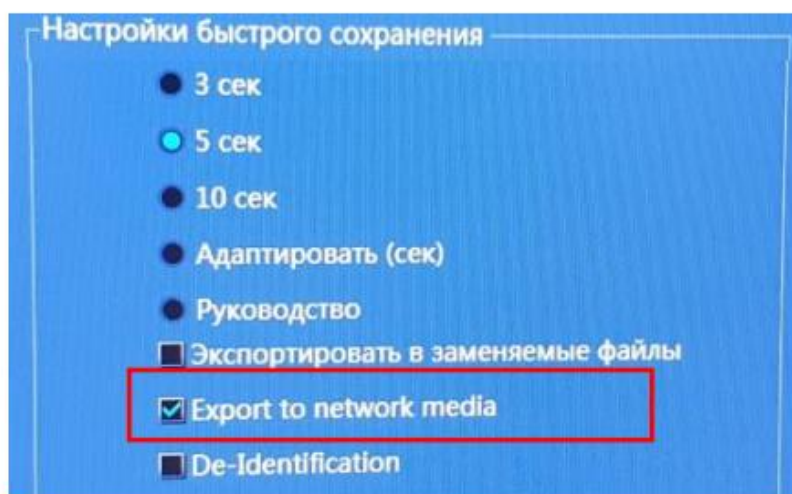 Настройки быстрого сохранения
3 сек
5 сек
10 сек
Адаптировать (сек)
Руководство
Экспортировать в заменяемые файлы
Export to network media
De-Identification